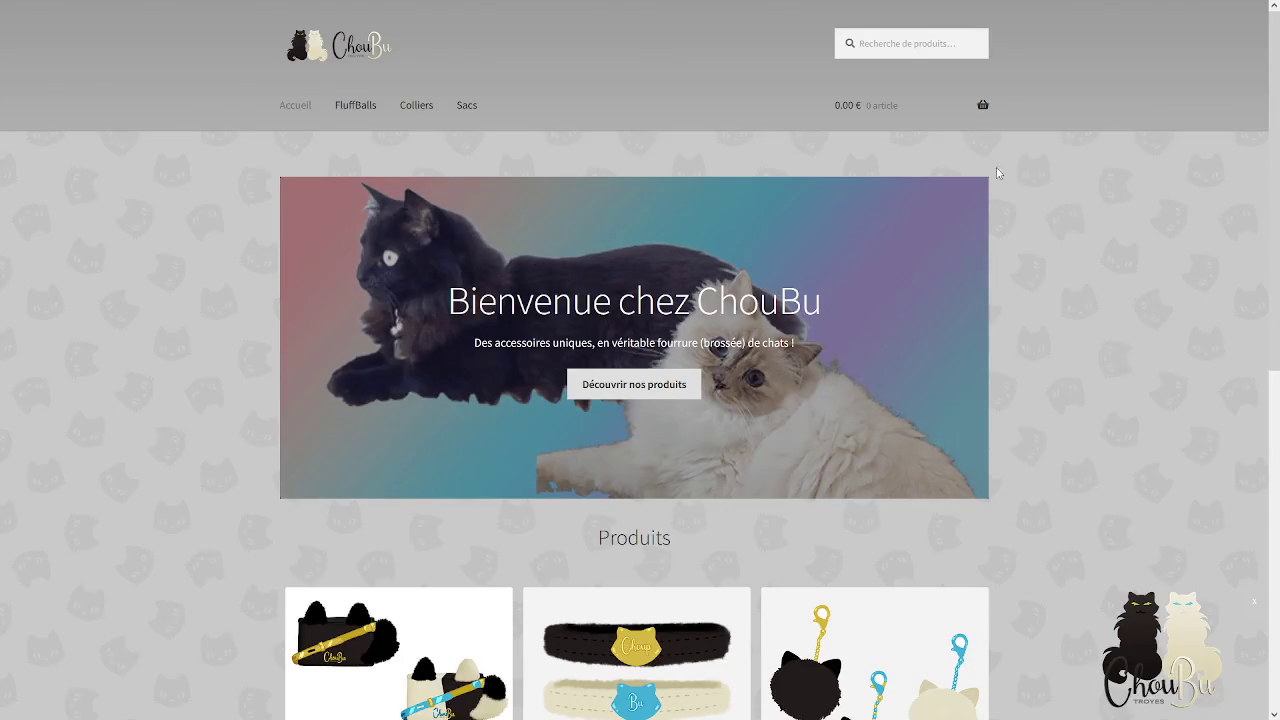 ChouBu
Recherche de produits…
Accueil
FluffBalls
Colliers
Sacs
0.00 €
0 article
Bienvenue chez ChouBu
Des accessoires uniques, en véritable fourrure (brossée) de chats !
Découvrir nos produits
Produits
ChouBu
Choup
Bu
ChouBu
x
ChouBu
TROYES